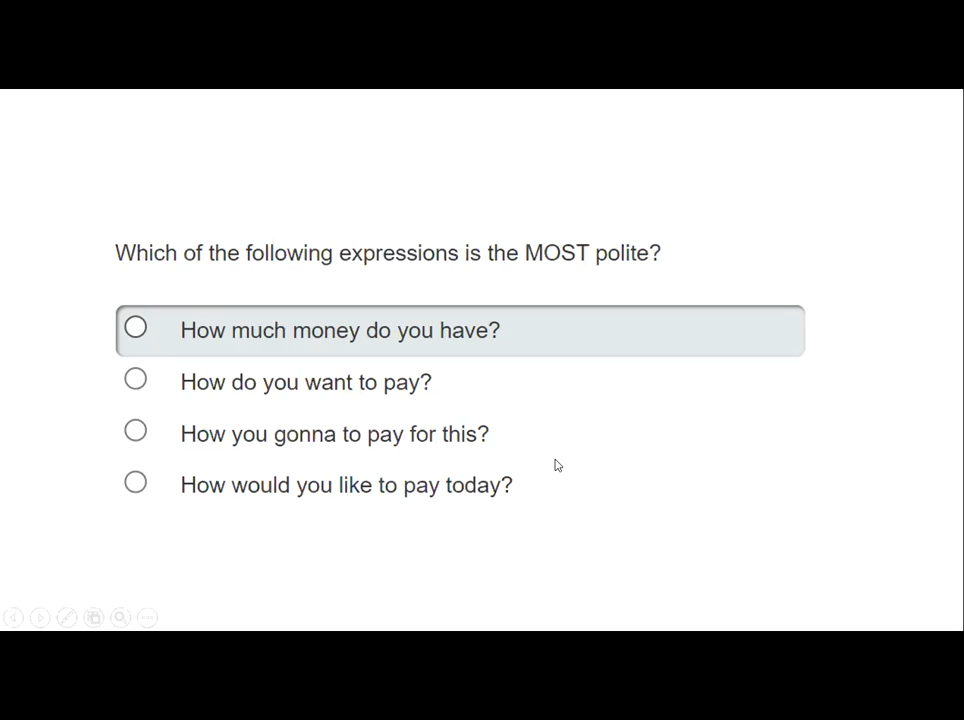 Which of the following expressions is the MOST polite?
How much money do you have?
How do you want to pay?
How you gonna to pay for this?
How would you like to pay today?